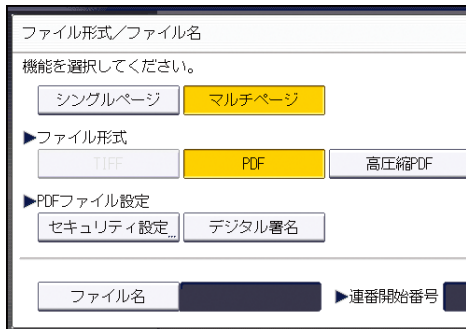 ファイル形式/ファイル名
機能を選択してください。
シングルページ マルチページ
▶ファイル形式
TIFF PDF 高圧縮PDF
▶PDFファイル設定
セキュリティ設定... デジタル署名
ファイル名 ▶連番開始番号